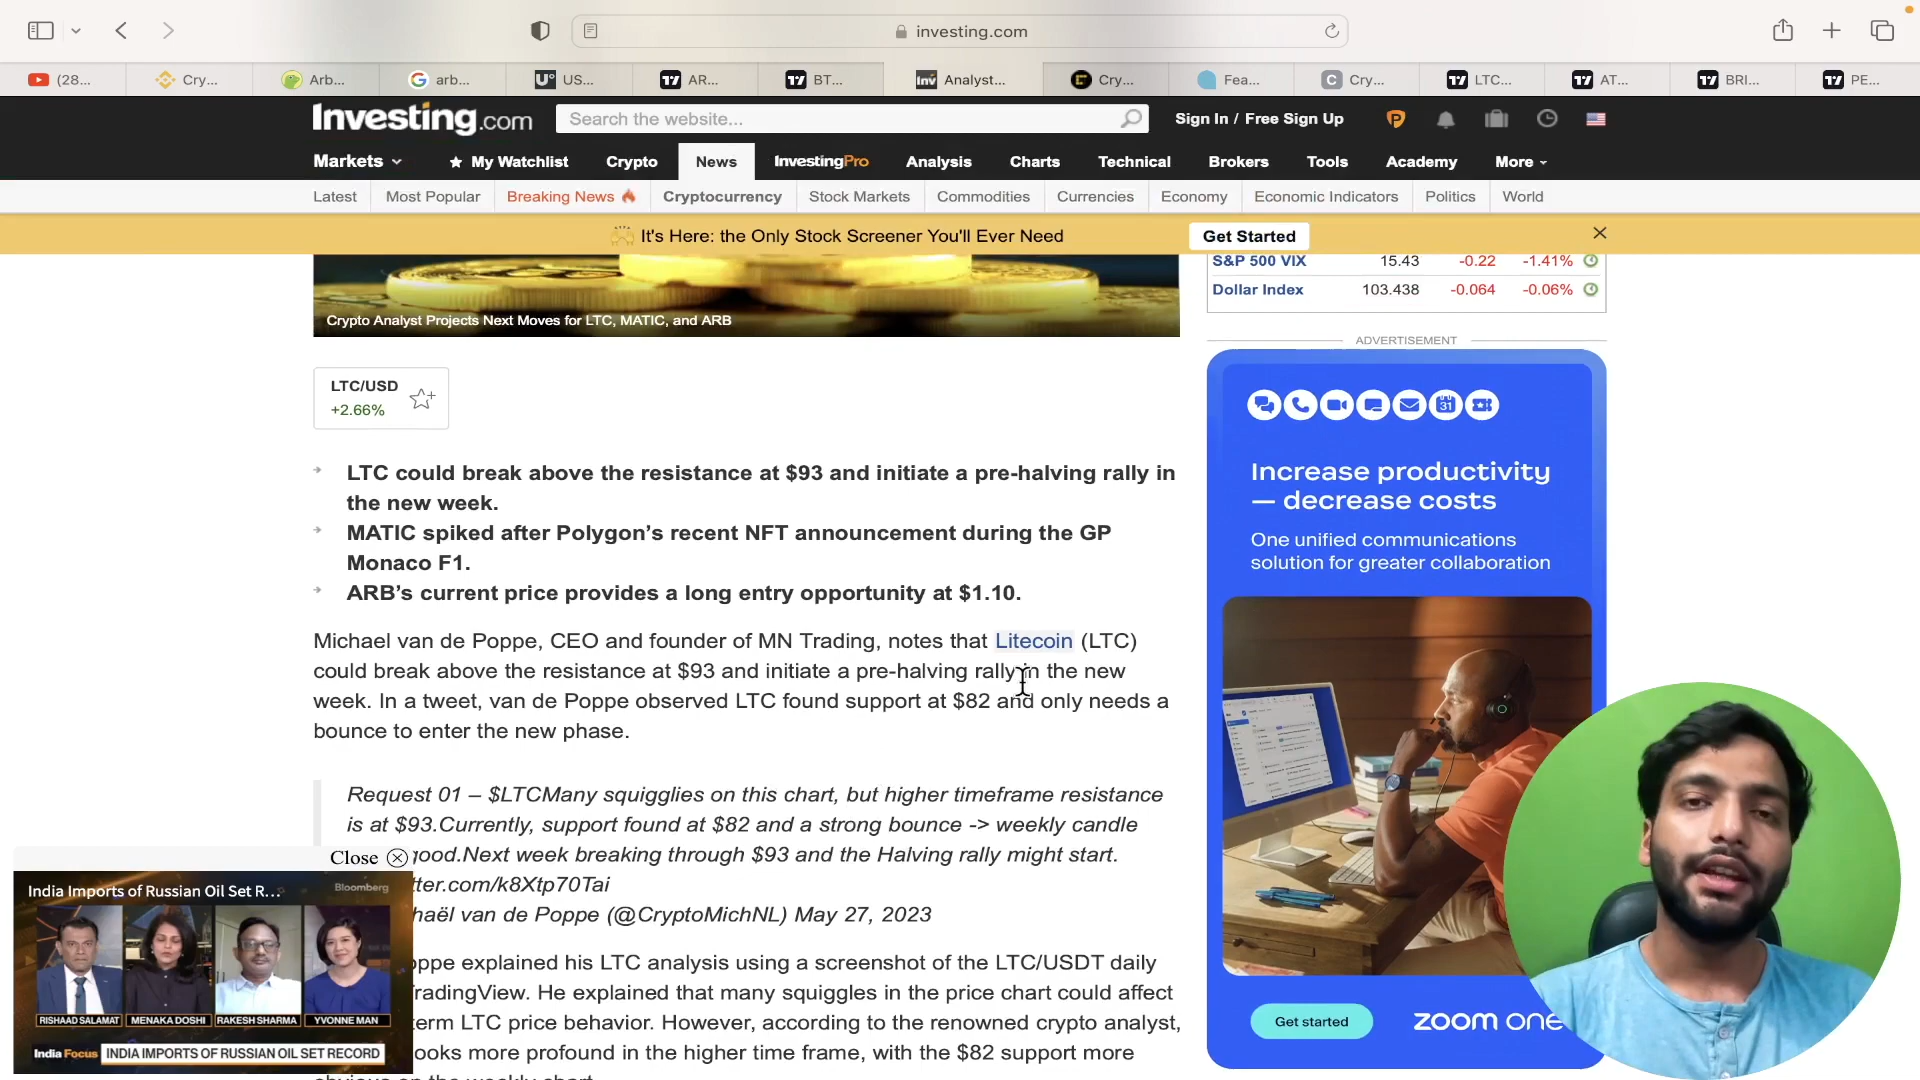 investing.com
(28...
Cry...
Arb...
arb...
US...
AR...
BT...
Analyst...
Cry...
Fea...
Cry...
LTC...
AT...
BRI...
PE...
Investing.com
Search the website...
Sign In / Free Sign Up
Markets
My Watchlist
Crypto
News
InvestingPro
Analysis
Charts
Technical
Brokers
Tools
Academy
More
Latest
Most Popular
Breaking News
Cryptocurrency
Stock Markets
Commodities
Currencies
Economy
Economic Indicators
Politics
World
It's Here: the Only Stock Screener You'll Ever Need
Get Started
S&P 500 VIX 15.43 -0.22 -1.41%
Dollar Index 103.438 -0.064 -0.06%
Crypto Analyst Projects Next Moves for LTC, MATIC, and ARB
LTC/USD
+2.66%
LTC could break above the resistance at $93 and initiate a pre-halving rally in
the new week.
MATIC spiked after Polygon’s recent NFT announcement during the GP
Monaco F1.
ARB’s current price provides a long entry opportunity at $1.10.
Michael van de Poppe, CEO and founder of MN Trading, notes that Litecoin (LTC)
could break above the resistance at $93 and initiate a pre-halving rally in the new
week. In a tweet, van de Poppe observed LTC found support at $82 and only needs a
bounce to enter the new phase.
Request 01 – $LTCMany squigglies on this chart, but higher timeframe resistance
is at $93.Currently, support found at $82 and a strong bounce -> weekly candle
good.Next week breaking through $93 and the Halving rally might start.
tter.com/k8Xtp70Tai
haël van de Poppe (@CryptoMichNL) May 27, 2023
oppe explained his LTC analysis using a screenshot of the LTC/USDT daily
TradingView. He explained that many squiggles in the price chart could affect
term LTC price behavior. However, according to the renowned crypto analyst,
ooks more profound in the higher time frame, with the $82 support more
obvious on the weekly chart.
Close
India Imports of Russian Oil Set R...
Bloomberg
RISHAAD SALAMAT
MENAKA DOSHI
RAKESH SHARMA
YVONNE MAN
India Focus
INDIA IMPORTS OF RUSSIAN OIL SET RECORD
ADVERTISEMENT
31
Increase productivity
— decrease costs
One unified communications
solution for greater collaboration
Get started
zoom one